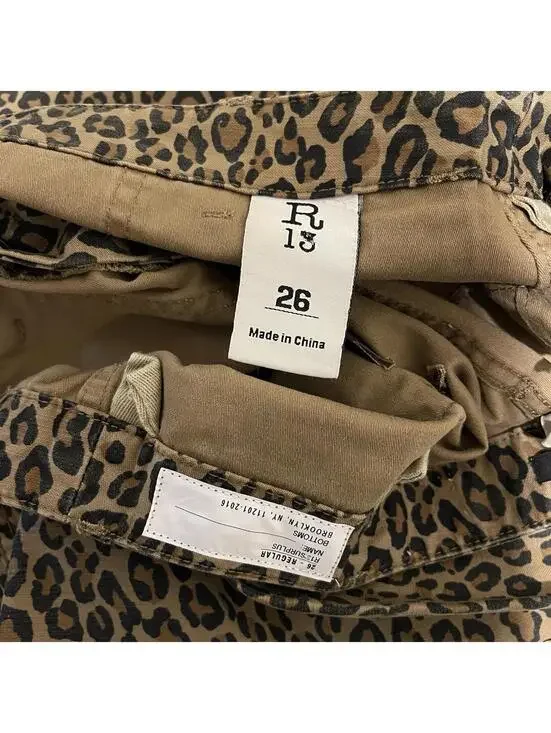 R
13
26
Made in China
26 - REGULAR
R13 SURPLUS
NAME:
BOTTOMS
BROOKLYN, NY, 11201-2016